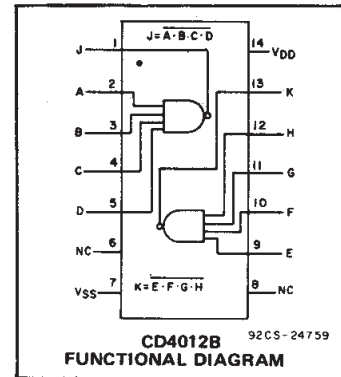 J=A·B·C·D
J 1
14 VDD
A 2
13 K
B 3
12 H
C 4
11 G
D 5
10 F
NC 6
9 E
VSS 7
8 NC
K=E·F·G·H
CD4012B 92CS-24759
FUNCTIONAL DIAGRAM